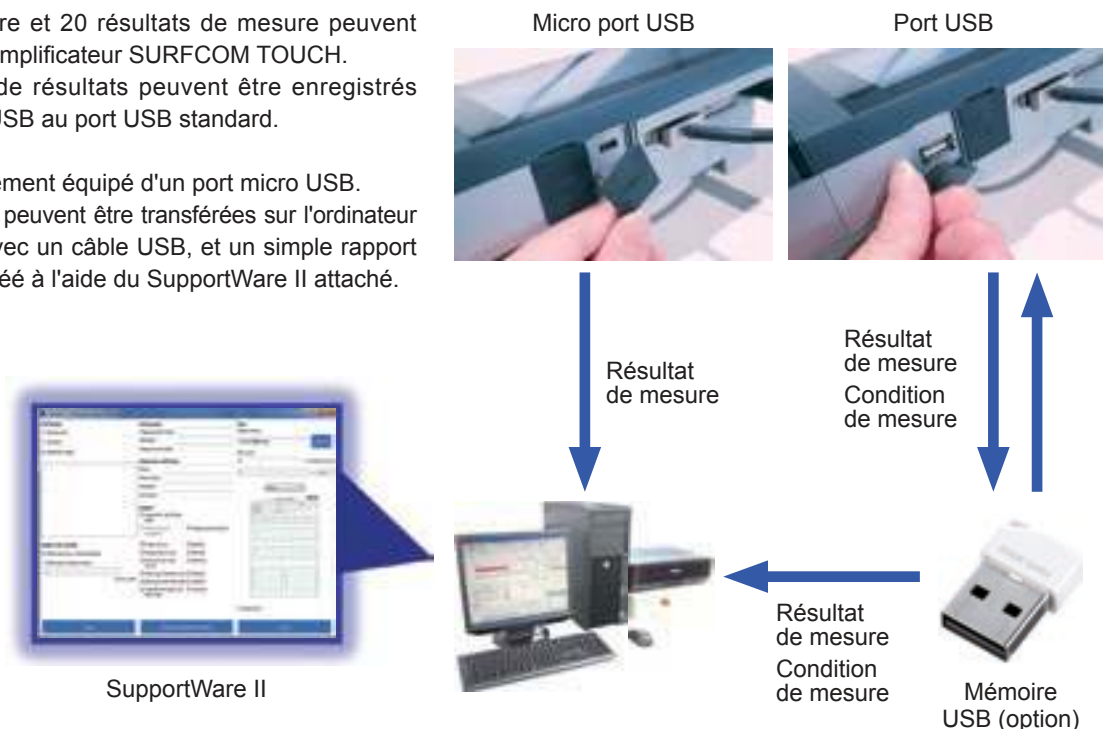 re et 20 résultats de mesure peuvent
mplificateur SURFCOM TOUCH.
de résultats peuvent être enregistrés
USB au port USB standard.
ement équipé d'un port micro USB.
peuvent être transférées sur l'ordinateur
vec un câble USB, et un simple rapport
éé à l'aide du SupportWare II attaché.
Micro port USB
Port USB
Résultat
de mesure
Résultat
de mesure
Condition
de mesure
Résultat
de mesure
Condition
de mesure
SupportWare II
Mémoire
USB (option)